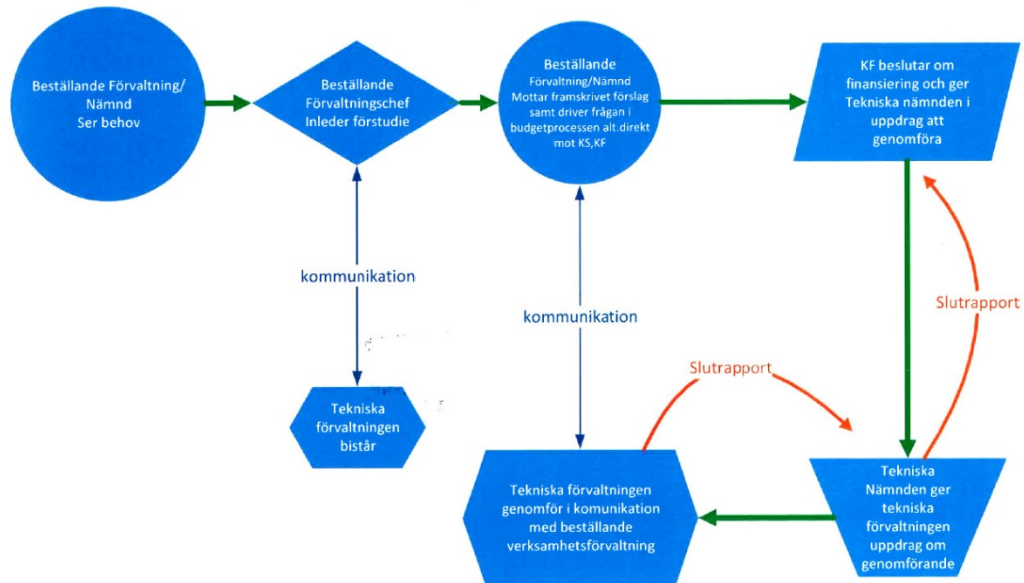 Beställande Förvaltning/
Nämnd
Ser behov
Beställande
Förvaltningschef
Inleder förstudie
Beställande
Förvaltning/Nämnd
Mottar framskrivet förslag
samt driver frågan i
budgetprocessen alt.direkt
mot KS,KF
KF beslutar om
finansiering och ger
Tekniska nämnden i
uppdrag att
genomföra
kommunikation
kommunikation
Slutrapport
Slutrapport
Tekniska
förvaltningen
bistår
Tekniska förvaltningen
genomför i komunikation
med beställande
verksamhetsförvaltning
Tekniska
Nämnden ger
tekniska
förvaltningen
uppdrag om
genomförande